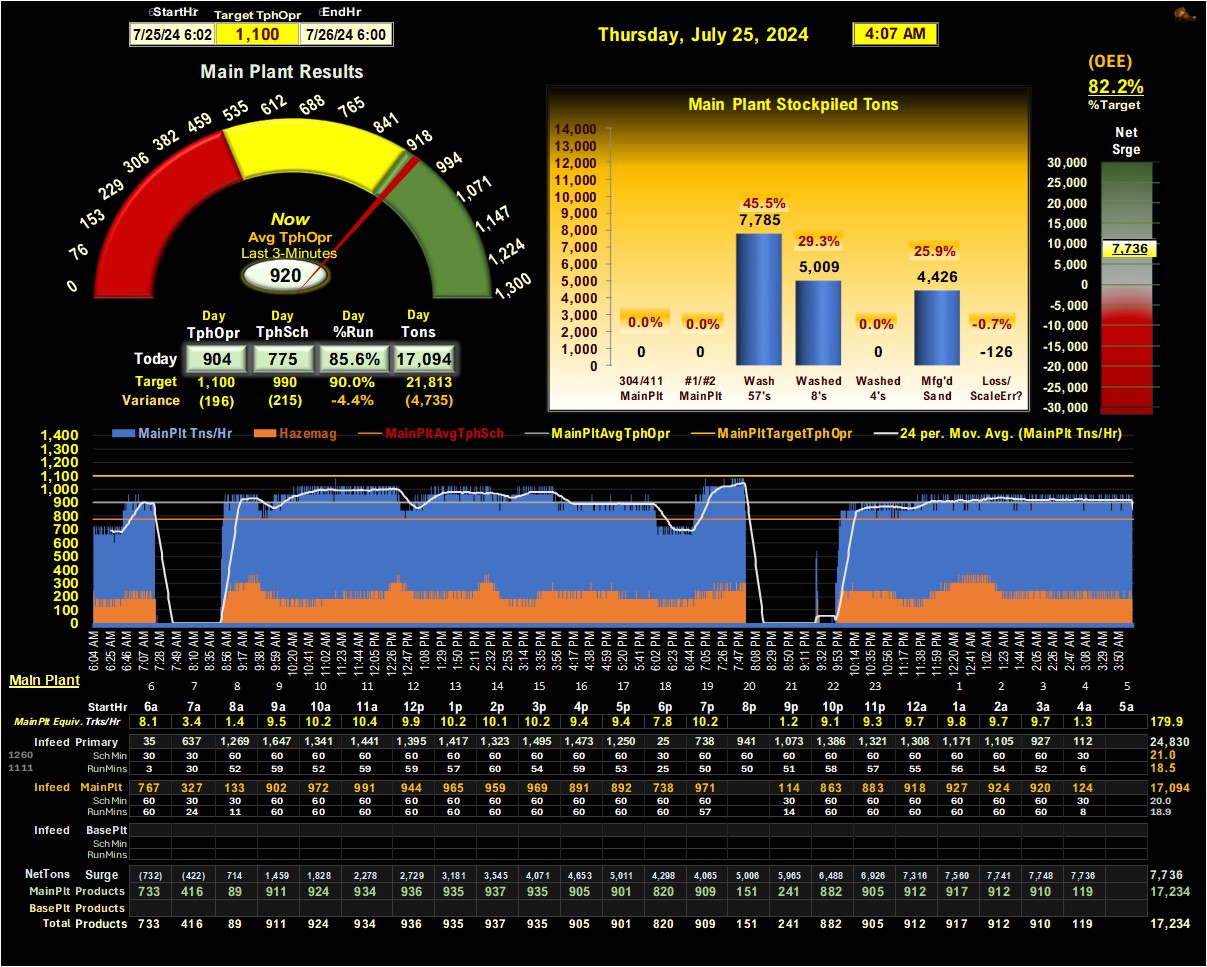 StartHr Target TphOpr EndHr
7/25/24 6:02 1,100 7/26/24 6:00
Thursday, July 25, 2024 4:07 AM
(OEE)
82.2%
%Target
Main Plant Results
0 76 153 229 306 382 459 535 612 688 765 841 918 994 1,071 1,147 1,224 1,300
Now
Avg TphOpr
Last 3-Minutes
920
Day Day Day Day
TphOpr TphSch %Run Tons
Today 904 775 85.6% 17,094
Target 1,100 990 90.0% 21,813
Variance (196) (215) -4.4% (4,735)
Main Plant Stockpiled Tons
14,000
13,000
12,000
11,000
10,000
9,000
8,000
7,000
6,000
5,000
4,000
3,000
2,000
1,000
0
0.0% 0.0% 45.5% 29.3% 0.0% 25.9% -0.7%
0 0 7,785 5,009 0 4,426 -126
304/411 #1/#2 Wash Washed Washed Mfg'd Loss/
MainPlt MainPlt 57's 8's 4's Sand ScaleErr?
Net
Srge
30,000
25,000
20,000
15,000
10,000
5,000
0
-5,000
-10,000
-15,000
-20,000
-25,000
-30,000
7,736
MainPlt Tns/Hr Hazemag MainPltAvgTphSch MainPltAvgTphOpr MainPltTargetTphOpr 24 per. Mov. Avg. (MainPlt Tns/Hr)
1,400
1,300
1,200
1,100
1,000
900
800
700
600
500
400
300
200
100
0
6:04 AM 6:25 AM 6:46 AM 7:07 AM 7:28 AM 7:49 AM 8:10 AM 8:35 AM 8:56 AM 9:17 AM 9:38 AM 9:59 AM 10:20 AM 10:41 AM 11:02 AM 11:23 AM 11:44 AM 12:05 PM 12:26 PM 12:47 PM 1:08 PM 1:29 PM 1:50 PM 2:11 PM 2:32 PM 2:53 PM 3:14 PM 3:35 PM 3:56 PM 4:17 PM 4:38 PM 4:59 PM 5:20 PM 5:41 PM 6:02 PM 6:23 PM 6:44 PM 7:05 PM 7:26 PM 7:47 PM 8:08 PM 8:29 PM 8:50 PM 9:11 PM 9:32 PM 9:53 PM 10:14 PM 10:35 PM 10:56 PM 11:17 PM 11:38 PM 11:59 PM 12:20 AM 12:41 AM 1:02 AM 1:23 AM 1:44 AM 2:05 AM 2:26 AM 2:47 AM 3:08 AM 3:29 AM 3:50 AM
Main Plant 6 7 8 9 10 11 12 13 14 15 16 17 18 19 20 21 22 23 1 2 3 4 5
StartHr 6a 7a 8a 9a 10a 11a 12p 1p 2p 3p 4p 5p 6p 7p 8p 9p 10p 11p 12a 1a 2a 3a 4a 5a
MainPlt Equiv. Trks/Hr 8.1 3.4 1.4 9.5 10.2 10.4 9.9 10.2 10.1 10.2 9.4 9.4 7.8 10.2 1.2 9.1 9.3 9.7 9.8 9.7 9.7 1.3 179.9
Infeed Primary 35 637 1,269 1,647 1,341 1,441 1,395 1,417 1,323 1,495 1,473 1,250 25 738 941 1,073 1,386 1,321 1,308 1,171 1,105 927 112 24,830
1260 Sch Min 30 30 60 60 60 60 60 60 60 60 60 60 30 60 60 60 60 60 60 60 60 60 30 21.0
1111 RunMins 3 30 52 59 52 59 59 57 60 54 59 53 25 50 50 51 58 57 55 56 54 52 6 18.5
Infeed MainPlt 767 327 133 902 972 991 944 965 959 969 891 892 738 971 114 863 883 918 927 924 920 124 17,094
Sch Min 60 30 30 60 60 60 60 60 60 60 60 60 60 60 30 60 60 60 60 60 60 30 20.0
RunMins 60 24 11 60 60 60 60 60 60 60 60 60 60 57 14 60 60 60 60 60 60 8 18.9
Infeed BasePlt
Sch Min
RunMins
NetTons Surge (732) (422) 714 1,459 1,828 2,278 2,729 3,181 3,545 4,071 4,653 5,011 4,298 4,065 5,006 5,965 6,488 6,926 7,316 7,560 7,741 7,748 7,736 7,736
MainPlt Products 733 416 89 911 924 934 936 935 937 935 905 901 820 909 151 241 882 905 912 917 912 910 119 17,234
BasePlt Products
Total Products 733 416 89 911 924 934 936 935 937 935 905 901 820 909 151 241 882 905 912 917 912 910 119 17,234